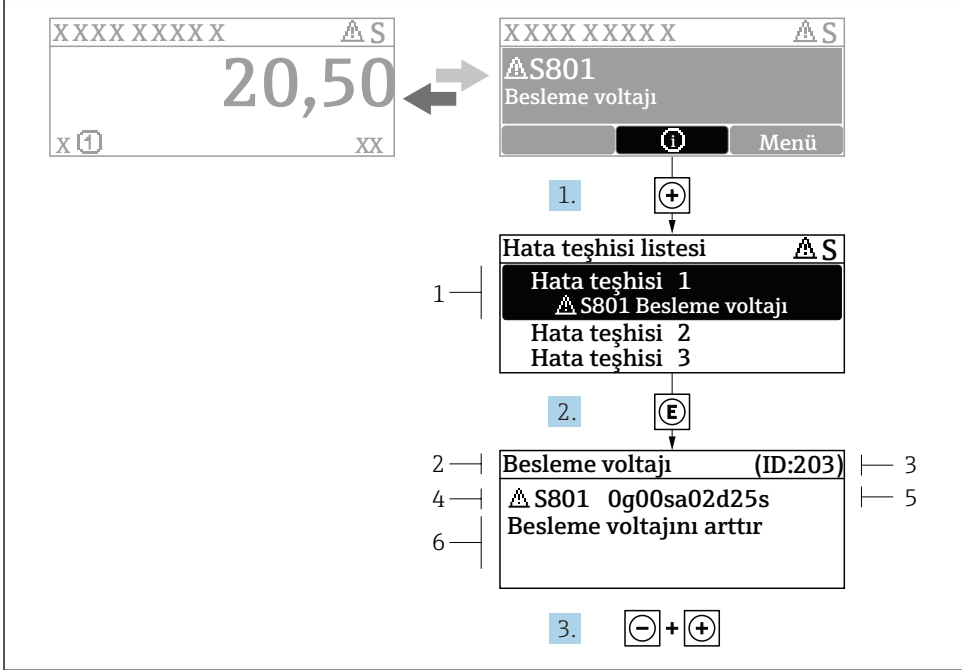 XXXX XXXXX S
20,50
X 1 XX
XXXX XXXXX S
S801
Besleme voltajı
i Menü
1. +
Hata teşhisi listesi S
1
Hata teşhisi 1
S801 Besleme voltajı
Hata teşhisi 2
Hata teşhisi 3
2. E
2 Besleme voltajı (ID:203) 3
4 S801 0g00sa02d25s 5
6 Besleme voltajını arttır
3. - + +